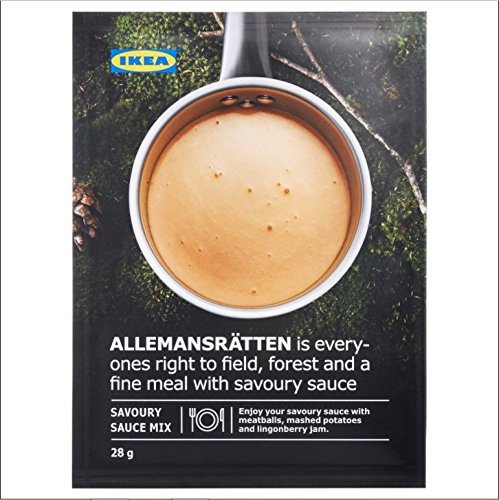 IKEA
ALLEMANSRÄTTEN is every-
ones right to field, forest and a
fine meal with savoury sauce
SAVOURY
SAUCE MIX
Enjoy your savoury sauce with
meatballs, mashed potatoes
and lingonberry jam.
28 g